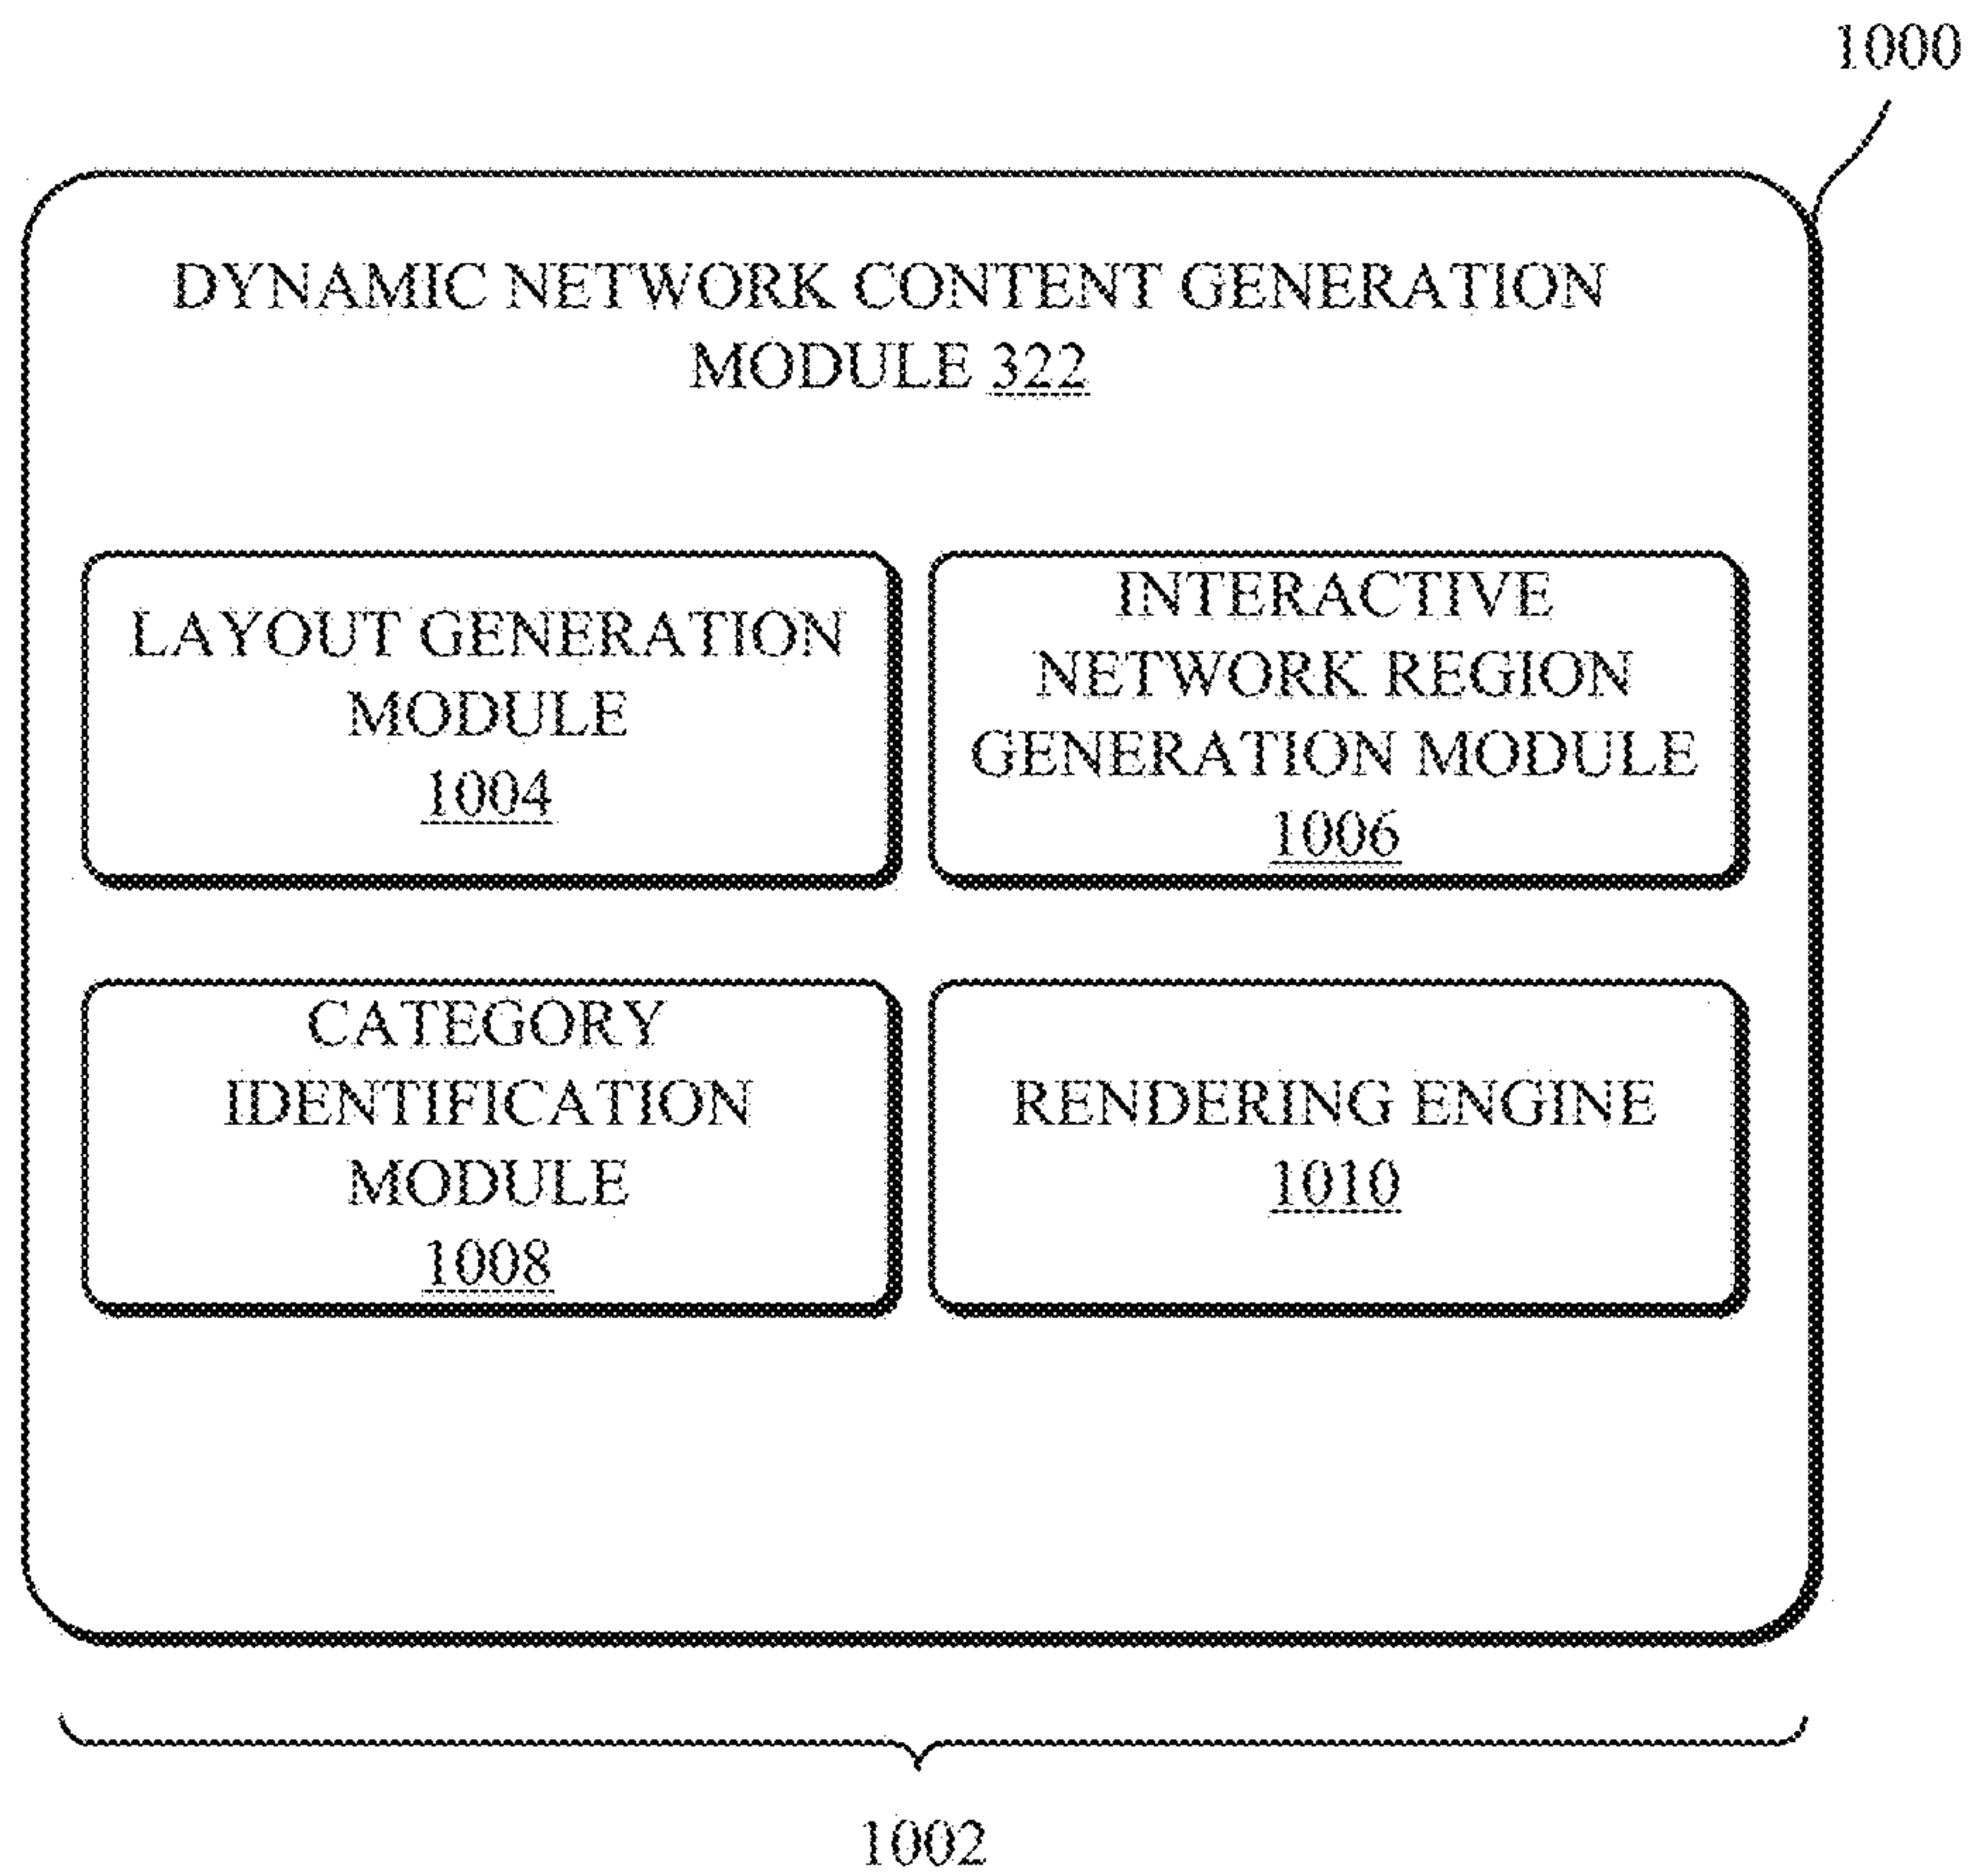 1000
DYNAMIC NETWORK CONTENT GENERATION
MODULE 322
LAYOUT GENERATION
MODULE
1004
INTERACTIVE
NETWORK REGION
GENERATION MODULE
1006
CATEGORY
IDENTIFICATION
MODULE
1008
RENDERING ENGINE
1010
1002